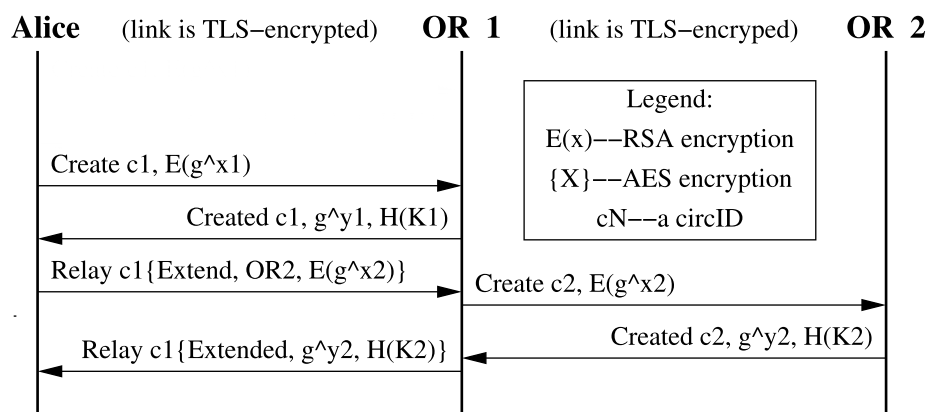 Alice (link is TLS−encrypted) OR 1 (link is TLS−encryped) OR 2
Legend:
E(x)−−RSA encryption
{X}−−AES encryption
cN−−a circID
Create c1, E(g^x1)
Created c1, g^y1, H(K1)
Relay c1{Extend, OR2, E(g^x2)}
Create c2, E(g^x2)
Created c2, g^y2, H(K2)
Relay c1{Extended, g^y2, H(K2)}